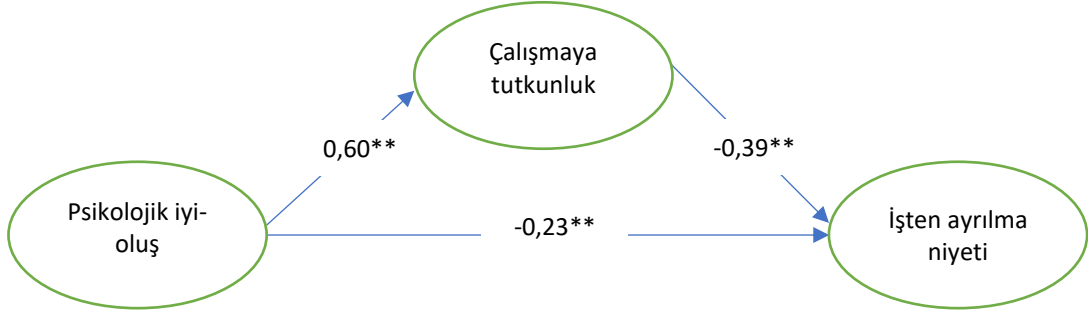 Çalışmaya
tutkunluk
0,60**
-0,39**
Psikolojik iyi-
oluş
-0,23**
İşten ayrılma
niyeti